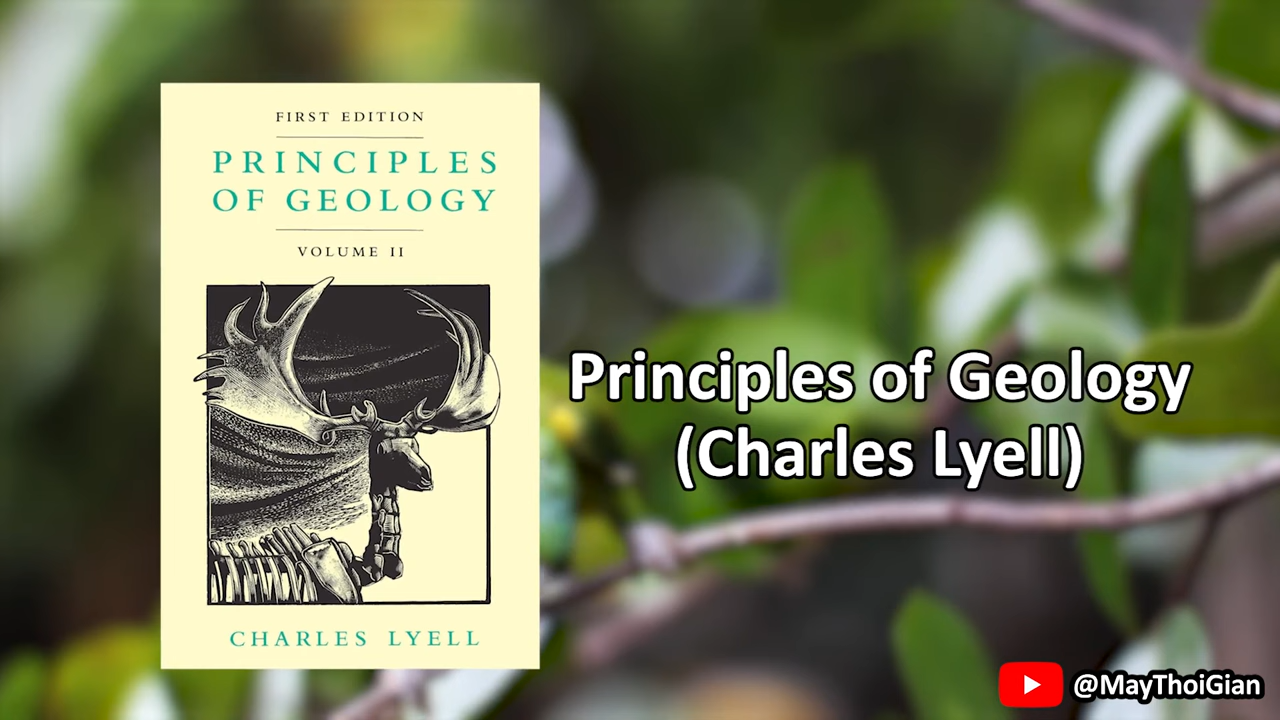 FIRST EDITION
PRINCIPLES
OF GEOLOGY
VOLUME II
CHARLES LYELL
Principles of Geology
(Charles Lyell)
@MayThoiGian